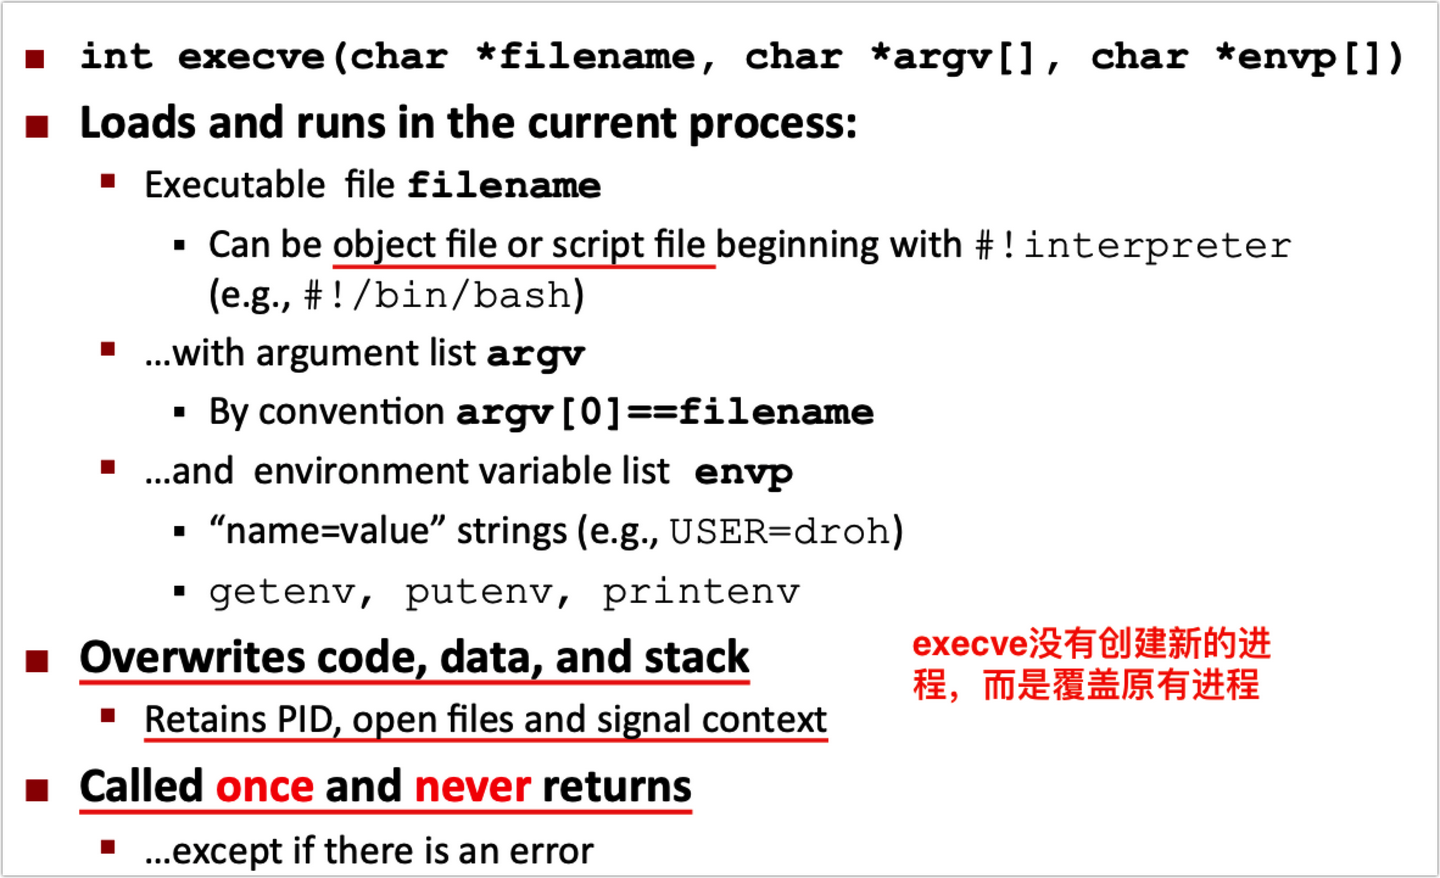 int execve(char *filename, char *argv[], char *envp[])
Loads and runs in the current process:
Executable file filename
Can be object file or script file beginning with #!interpreter
(e.g., #!/bin/bash)
…with argument list argv
By convention argv[0]==filename
…and environment variable list envp
“name=value” strings (e.g., USER=droh)
getenv, putenv, printenv
Overwrites code, data, and stack
execve没有创建新的进
程，而是覆盖原有进程
Retains PID, open files and signal context
Called once and never returns
…except if there is an error